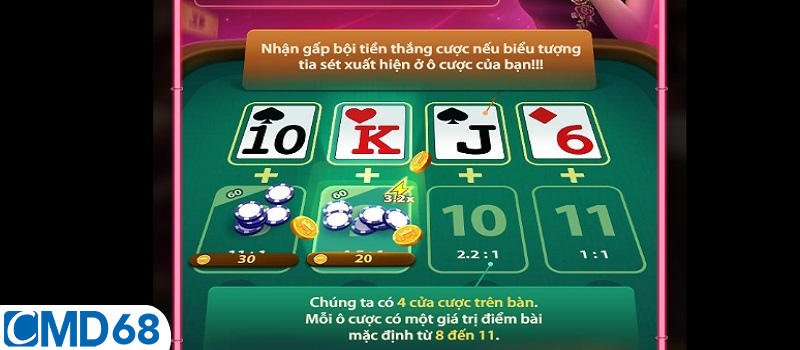 Nhận gấp bội tiền thắng cược nếu biểu tượng
tia sét xuất hiện ở ô cược của bạn!!!
10 K J 6
+ + + +
60 60 3.2x
10 11
2.2 : 1 1 : 1
30 20
Chúng ta có 4 cửa cược trên bàn.
Mỗi ô cược có một giá trị điểm bài
mặc định từ 8 đến 11.
CMD68